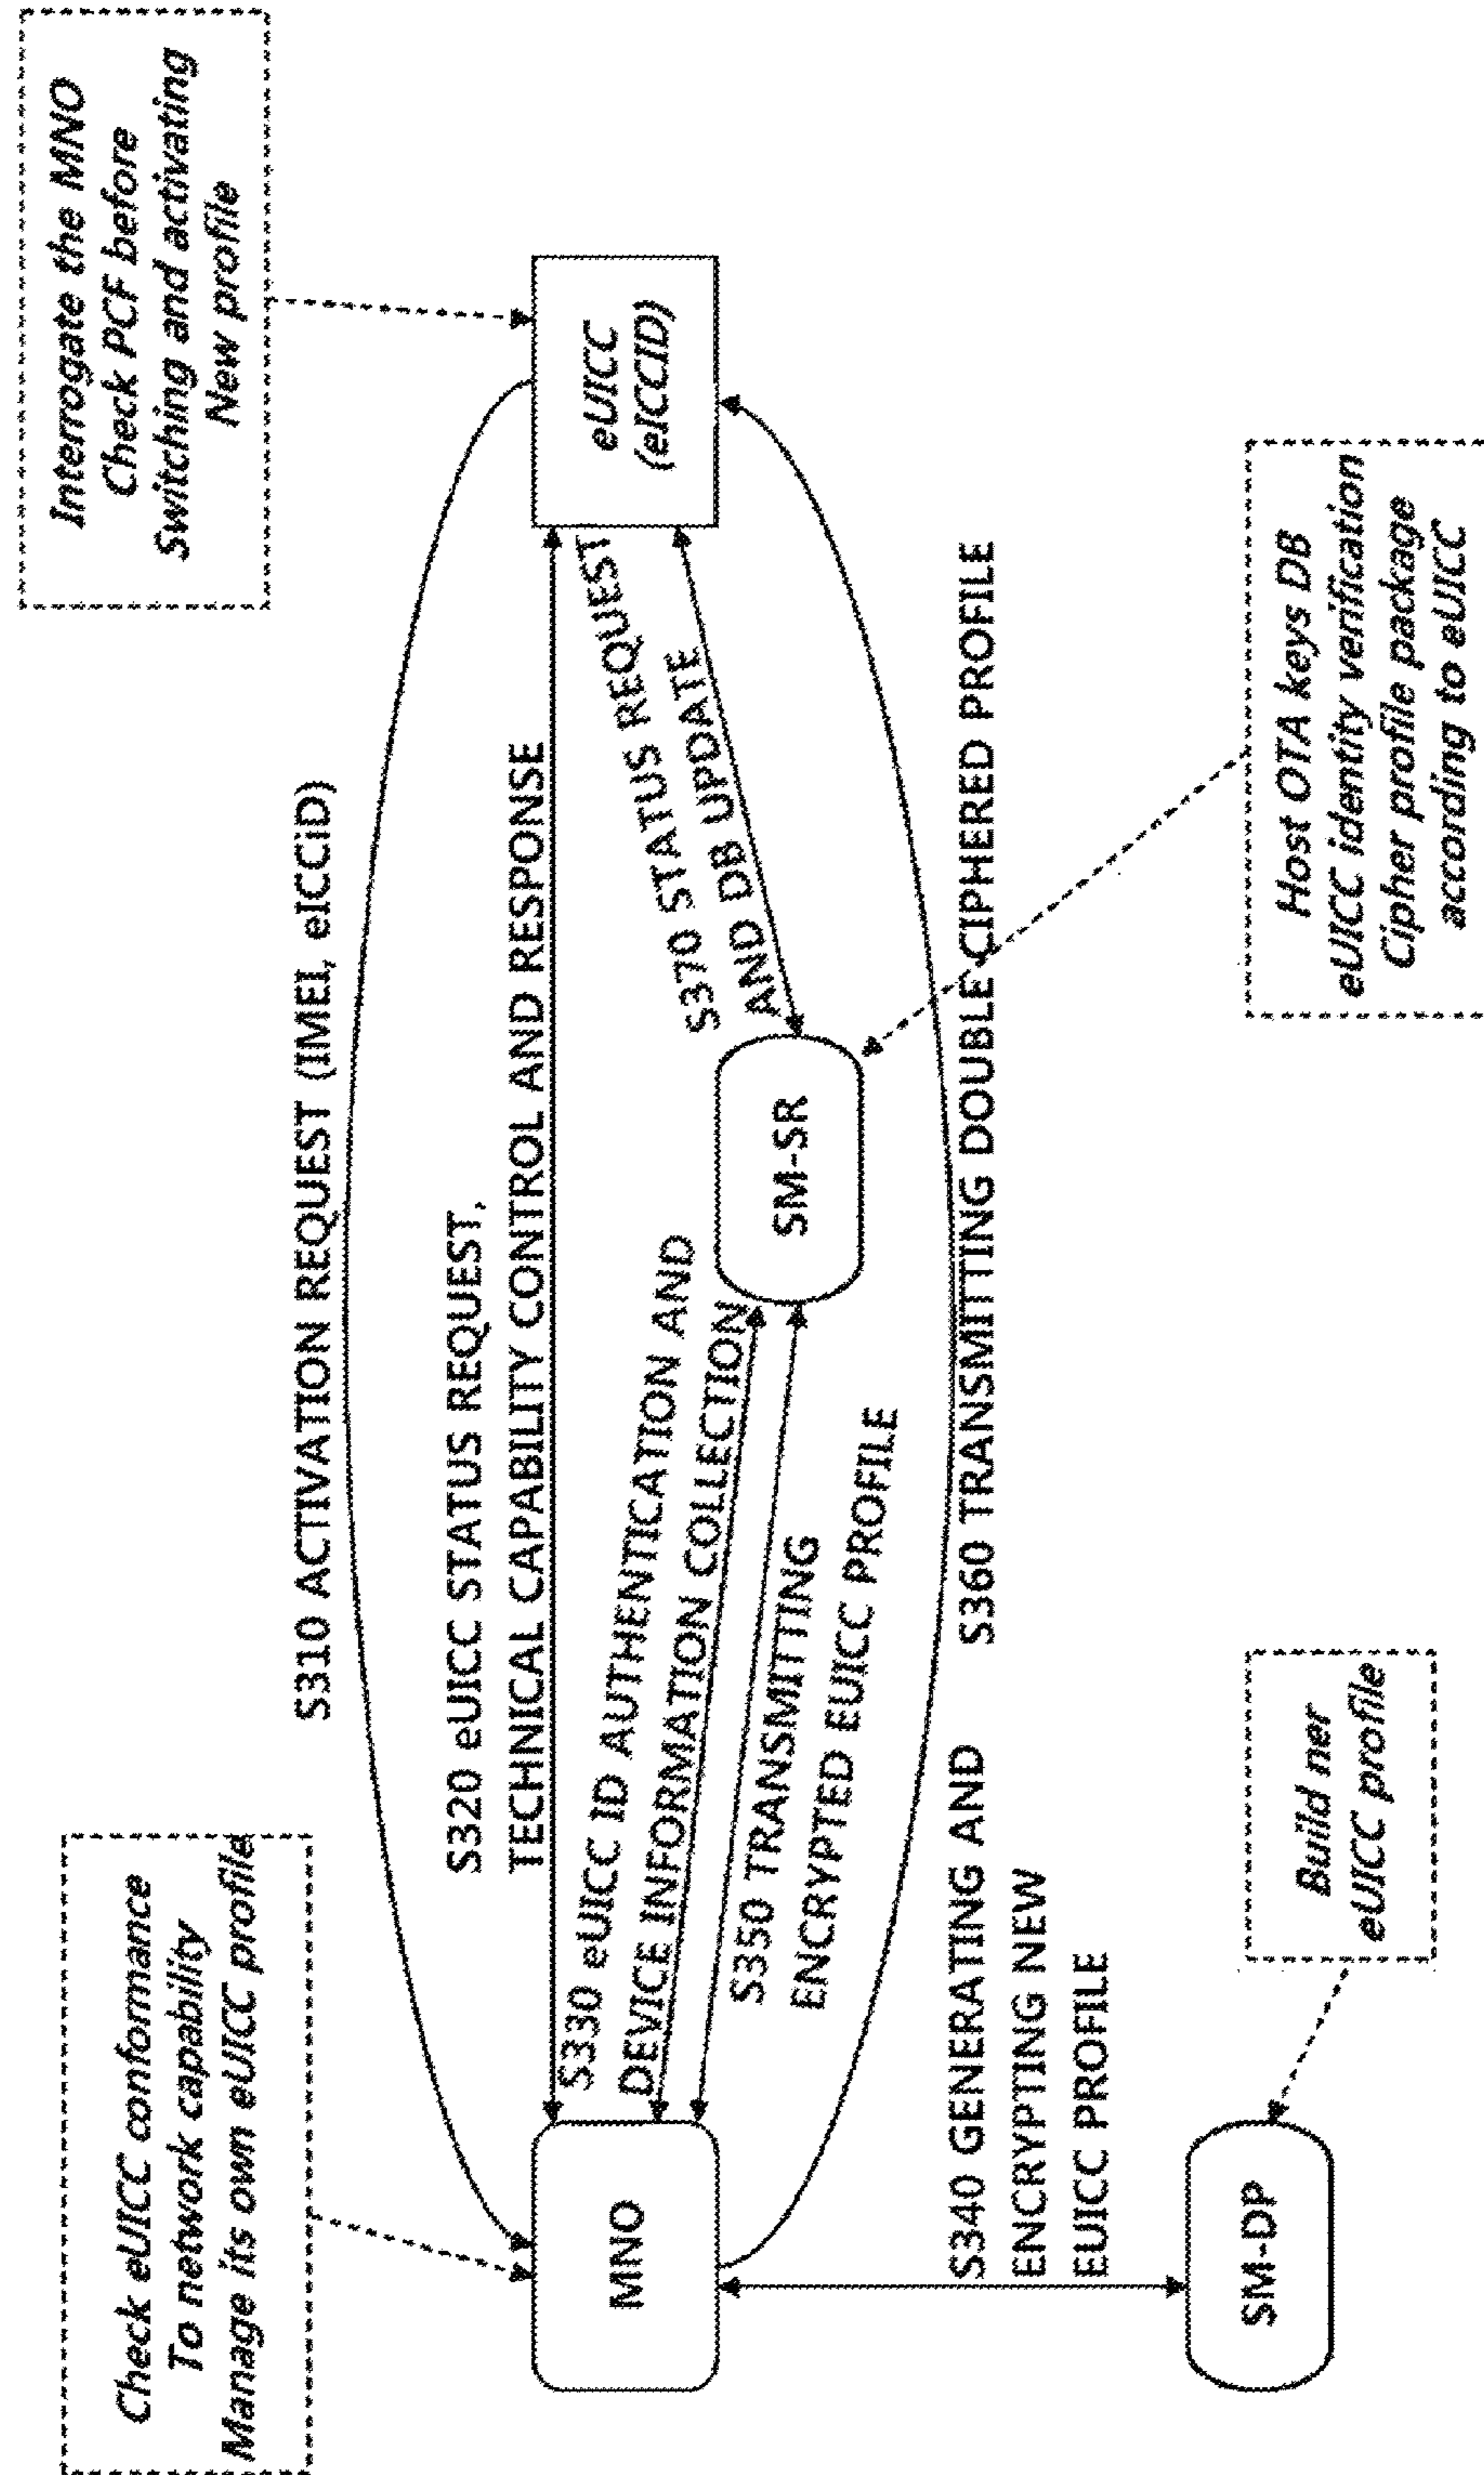 Check eUICC conformance
To network capability
Manage its own eUICC profile
Interrogate the MNO
Check PCF before
Switching and activating
New profile
S310 ACTIVATION REQUEST (IMEI, eICCiD)
S320 eUICC STATUS REQUEST,
TECHNICAL CAPABILITY CONTROL AND RESPONSE
MNO
eUICC
(eICCID)
S330 eUICC ID AUTHENTICATION AND
DEVICE INFORMATION COLLECTION
S370 STATUS REQUEST
AND DB UPDATE
SM-SR
S350 TRANSMITTING
ENCRYPTED EUICC PROFILE
S340 GENERATING AND
ENCRYPTING NEW
EUICC PROFILE
S360 TRANSMITTING DOUBLE CIPHERED PROFILE
SM-DP
Build ner
eUICC profile
Host OTA keys DB
eUICC identity verification
Cipher profile package
according to eUICC